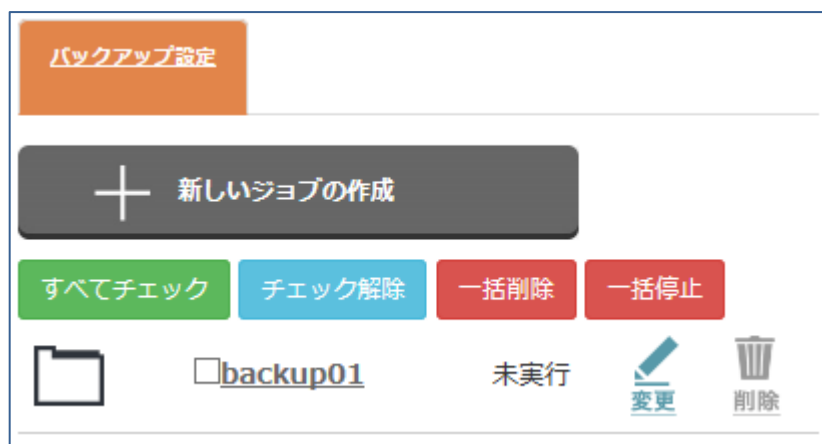 バックアップ設定
新しいジョブの作成
すべてチェック チェック解除 一括削除 一括停止
backup01 未実行 変更 削除